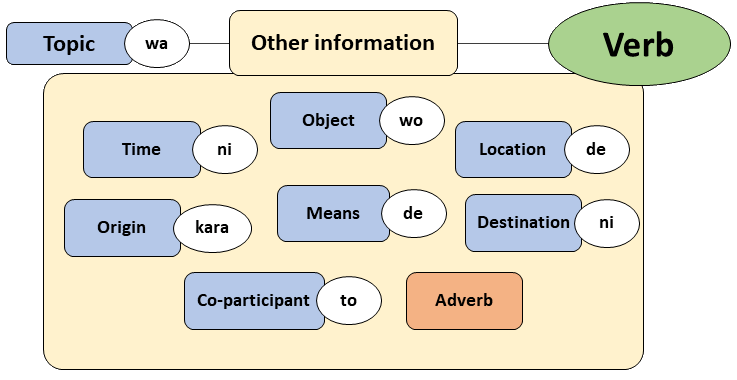 Topic wa Other information Verb
Object wo
Time ni Location de
Origin kara Means de Destination ni
Co-participant to Adverb